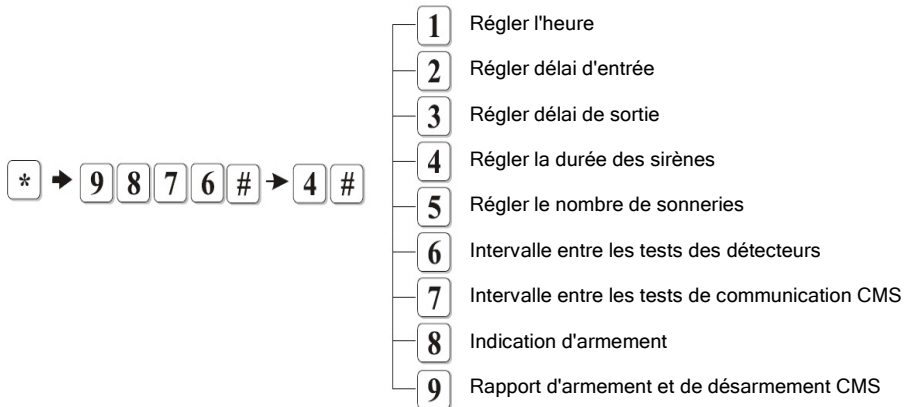 1 Régler l'heure
2 Régler délai d'entrée
3 Régler délai de sortie
* 9 8 7 6 # 4 #
4 Régler la durée des sirènes
5 Régler le nombre de sonneries
6 Intervalle entre les tests des détecteurs
7 Intervalle entre les tests de communication CMS
8 Indication d'armement
9 Rapport d'armement et de désarmement CMS